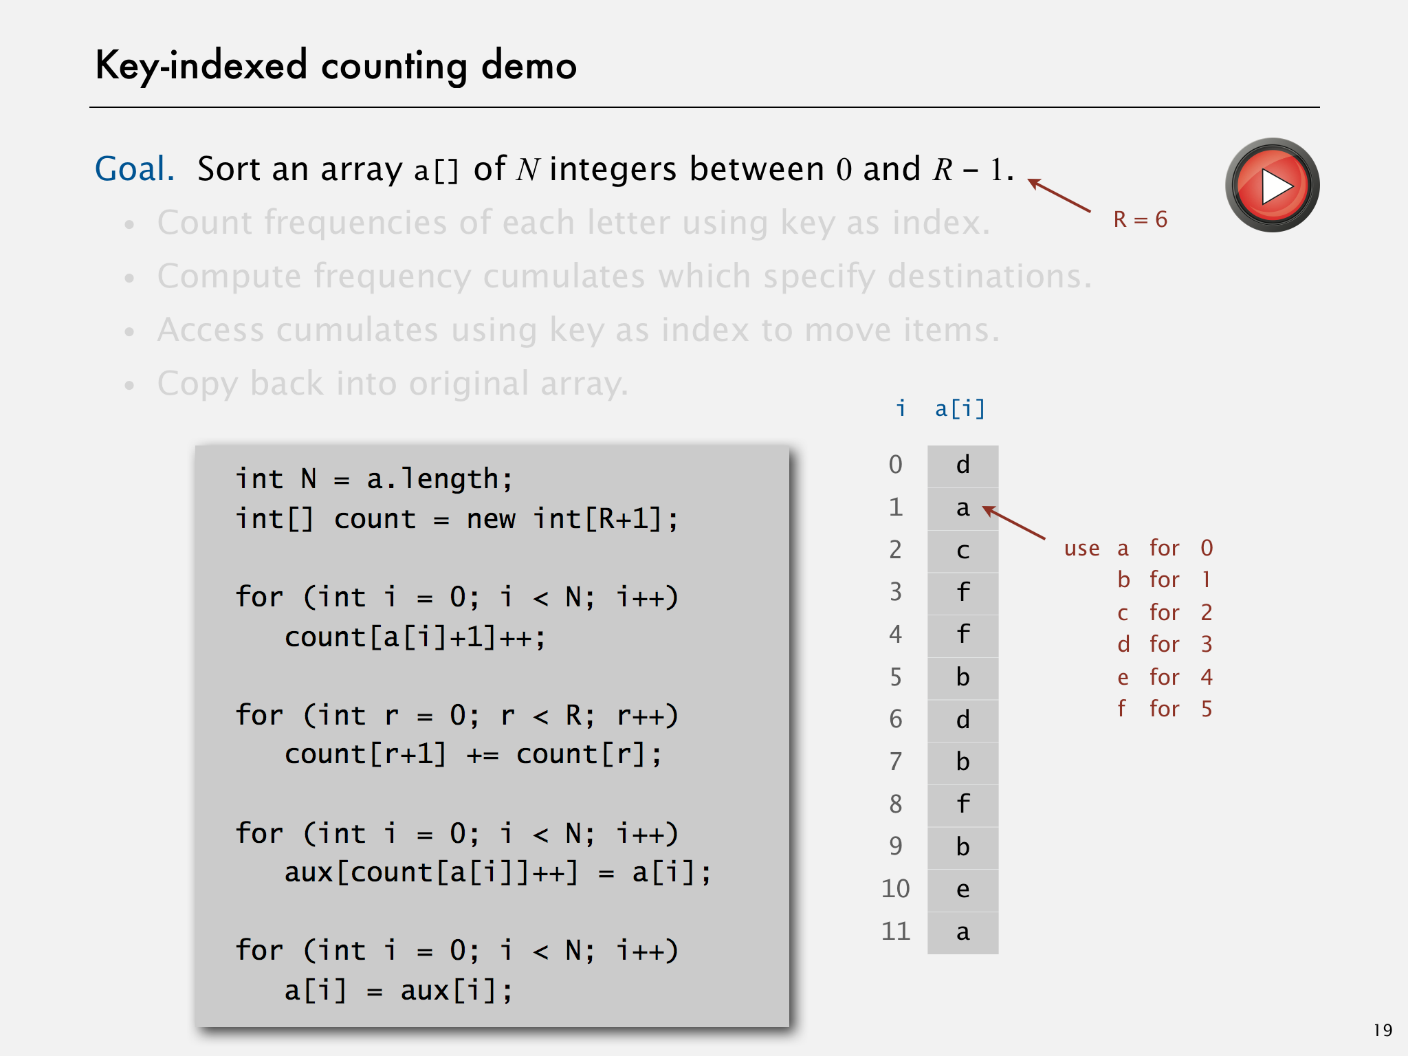 Key-indexed counting demo
Goal. Sort an array a[] of N integers between 0 and R – 1.
R = 6
• Count frequencies of each letter using key as index.
• Compute frequency cumulates which specify destinations.
• Access cumulates using key as index to move items.
• Copy back into original array.
int N = a.length;
int[] count = new int[R+1];
for (int i = 0; i < N; i++)
count[a[i]+1]++;
for (int r = 0; r < R; r++)
count[r+1] += count[r];
for (int i = 0; i < N; i++)
aux[count[a[i]]++] = a[i];
for (int i = 0; i < N; i++)
a[i] = aux[i];
i a[i]
0 d
1 a
2 c
3 f
4 f
5 b
6 d
7 b
8 f
9 b
10 e
11 a
use a for 0
b for 1
c for 2
d for 3
e for 4
f for 5
19